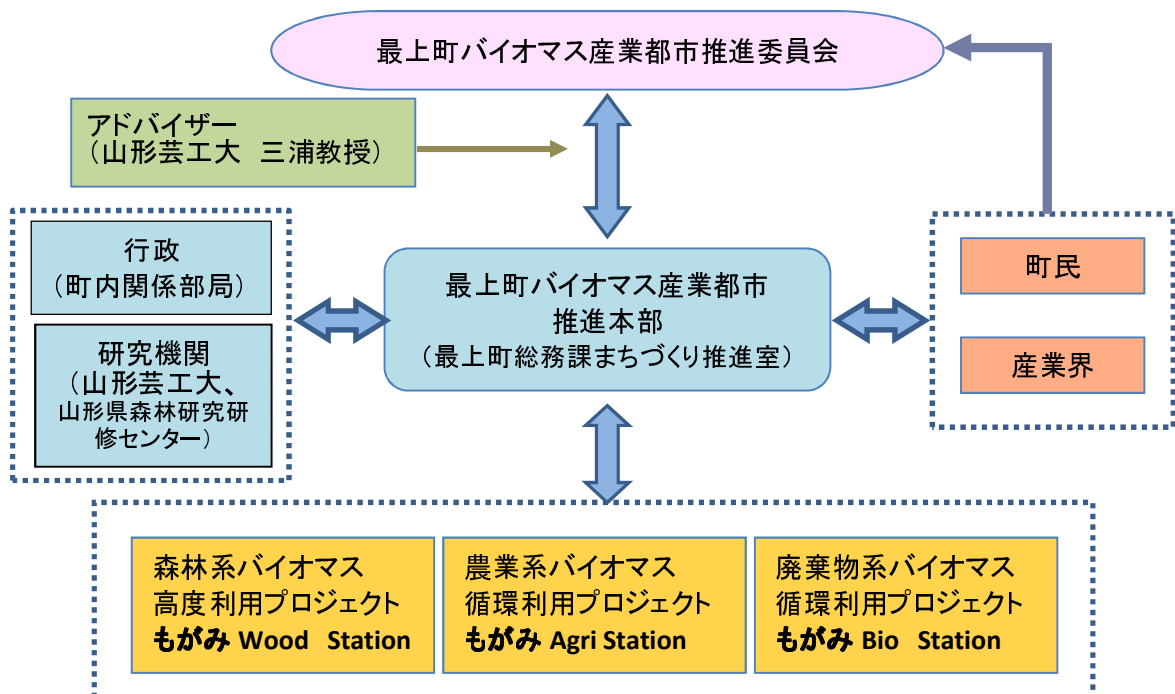 最上町バイオマス産業都市推進委員会
アドバイザー
（山形芸工大　三浦教授）
行政
（町内関係部局）
研究機関
（山形芸工大、
山形県森林研究研
修センター）
最上町バイオマス産業都市
推進本部
（最上町総務課まちづくり推進室）
町民
産業界
森林系バイオマス
高度利用プロジェクト
もがみ Wood Station
農業系バイオマス
循環利用プロジェクト
もがみ Agri Station
廃棄物系バイオマス
循環利用プロジェクト
もがみ Bio Station